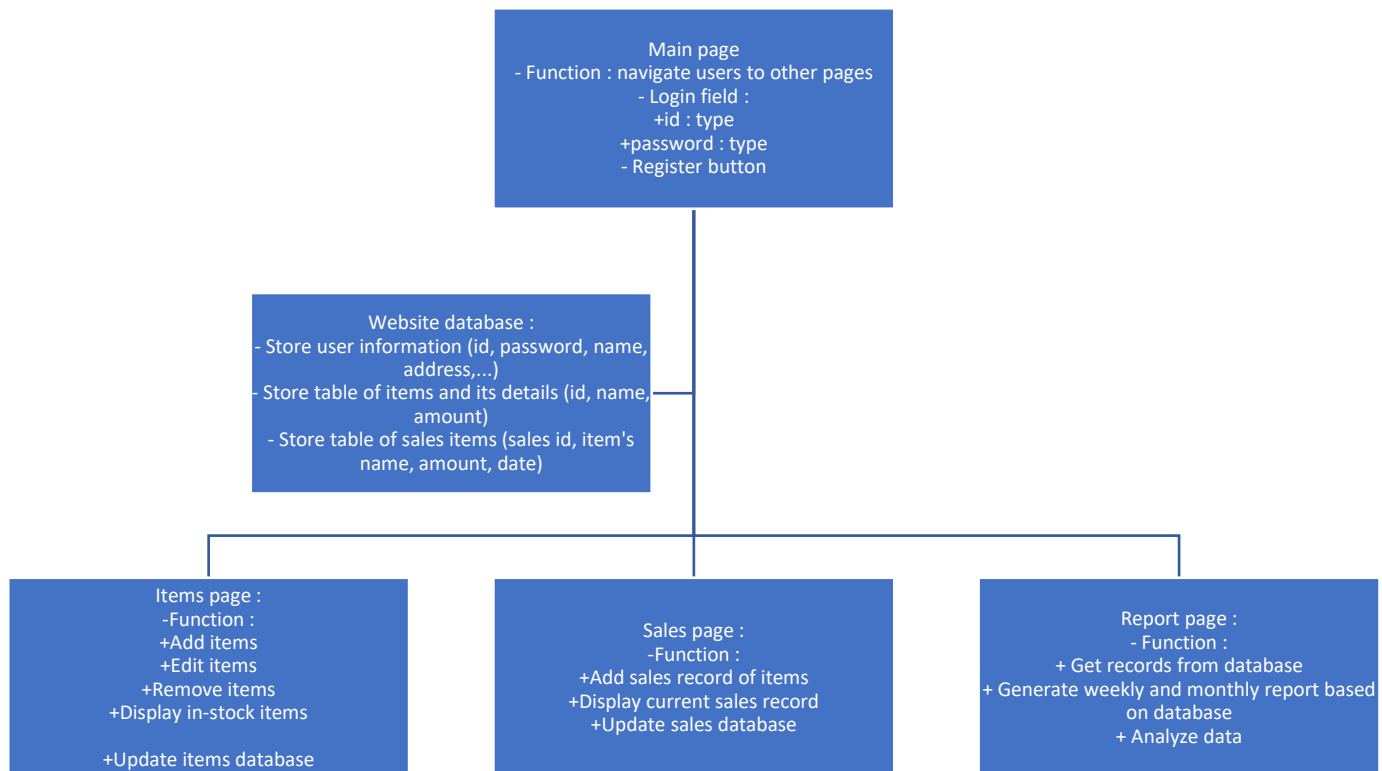 Main page
- Function : navigate users to other pages
- Login field :
+id : type
+password : type
- Register button
Website database :
- Store user information (id, password, name,
address,...)
- Store table of items and its details (id, name,
amount)
- Store table of sales items (sales id, item's
name, amount, date)
Items page :
-Function :
+Add items
+Edit items
+Remove items
+Display in-stock items
+Update items database
Sales page :
-Function :
+Add sales record of items
+Display current sales record
+Update sales database
Report page :
- Function :
+ Get records from database
+ Generate weekly and monthly report based
on database
+ Analyze data